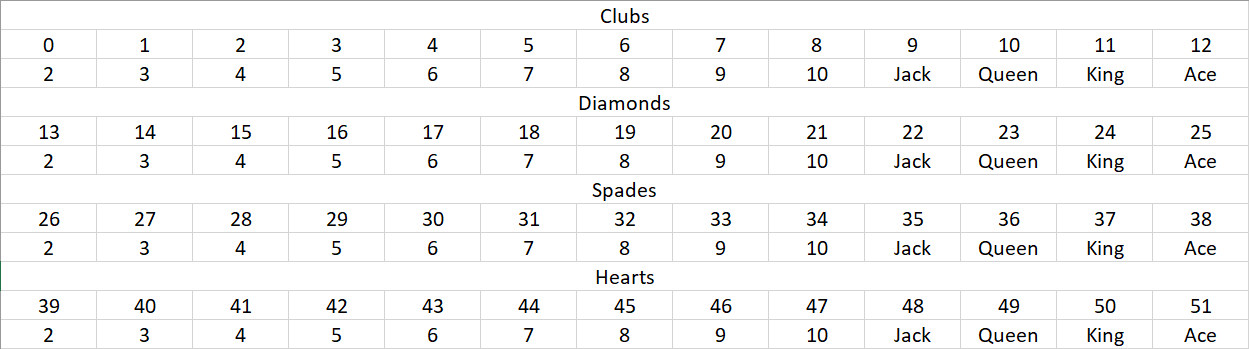 Clubs
0 1 2 3 4 5 6 7 8 9 10 11 12
2 3 4 5 6 7 8 9 10 Jack Queen King Ace
Diamonds
13 14 15 16 17 18 19 20 21 22 23 24 25
2 3 4 5 6 7 8 9 10 Jack Queen King Ace
Spades
26 27 28 29 30 31 32 33 34 35 36 37 38
2 3 4 5 6 7 8 9 10 Jack Queen King Ace
Hearts
39 40 41 42 43 44 45 46 47 48 49 50 51
2 3 4 5 6 7 8 9 10 Jack Queen King Ace